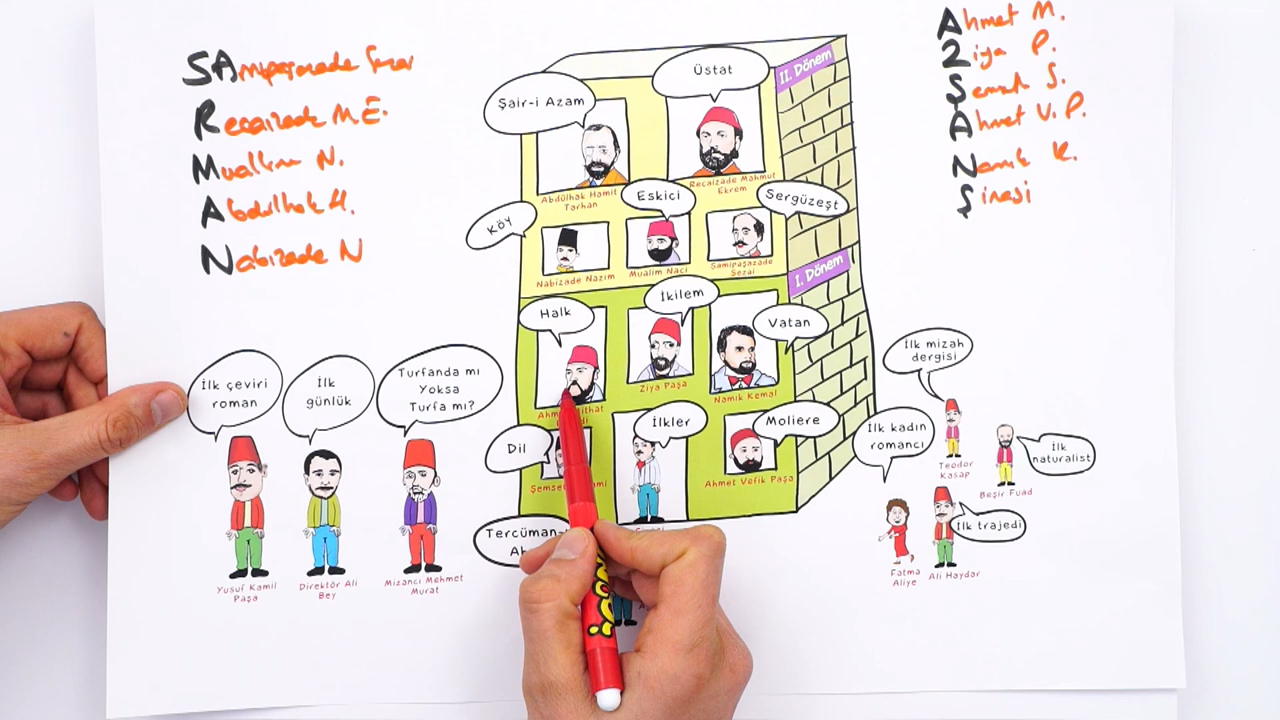 SAmipaşazade Sezai
Recaizade M.E.
Muallim N.
Abdülhak H.
Nabizade N
Ahmet M.
Ziya P.
Şemsettin S.
Ahmet V.P.
Namık K.
Şinasi
II. Dönem
Üstat
Şair-i Azam
Recaizade Mahmut
Ekrem
Abdülhak Hamit
Tarhan
Eskici
Sergüzeşt
Köy
Nabizade Nazım
Mualim Naci
Samipaşazade
Sezai
I. Dönem
Halk
İkilem
Vatan
Ziya Paşa
Namık Kemal
Dil
İlkler
Moliere
Ahmet Vefik Paşa
İlk çeviri
roman
İlk
günlük
Turfanda mı
Yoksa
Turfa mı?
Yusuf Kamil
Paşa
Direktör Ali
Bey
Mizancı Mehmet
Murat
İlk mizah
dergisi
İlk kadın
romancı
Teodor
Kasap
İlk
naturalist
Beşir Fuad
İlk trajedi
Fatma
Aliye
Ali Haydar